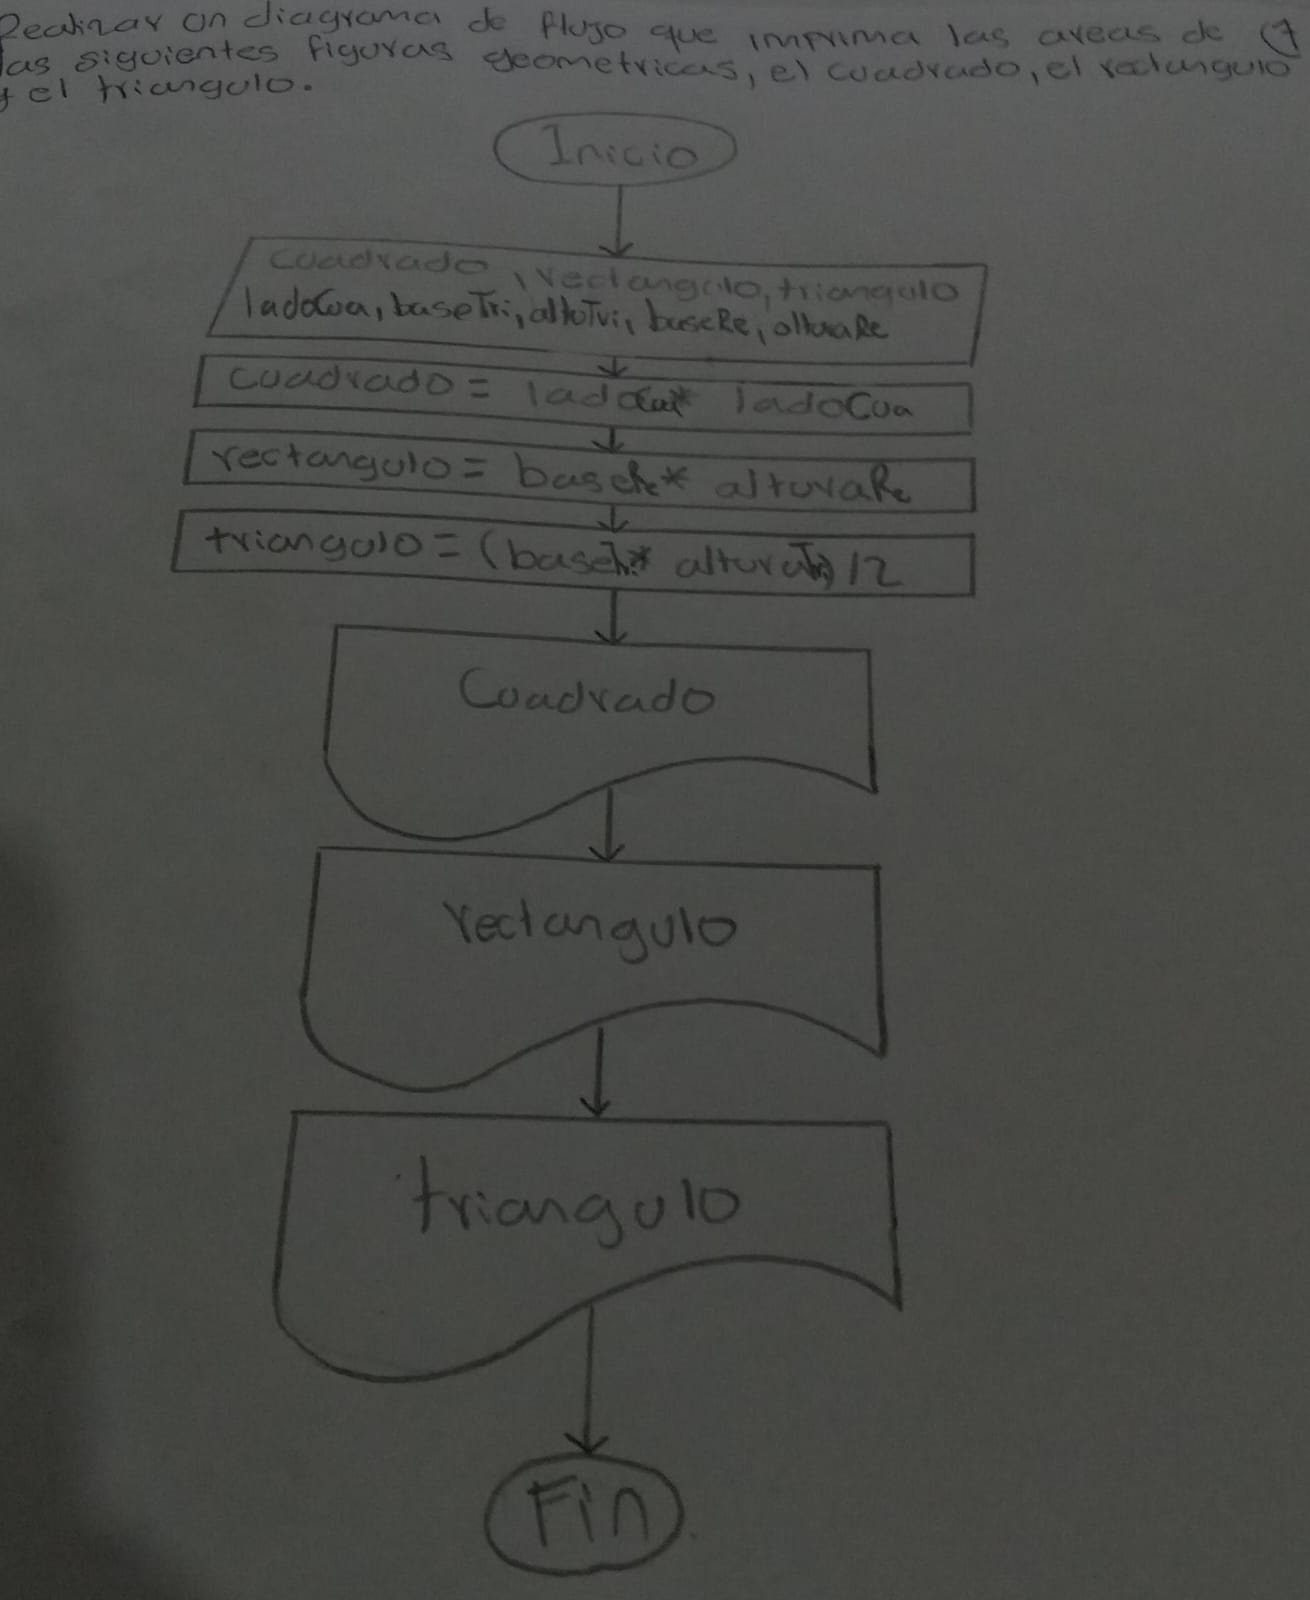 Realizar un diagrama de flujo que imprima las areas de
las siguientes figuras geometricas, el cuadrado, el rectangulo
y el triangulo.
Inicio
cuadrado, rectangulo, triangulo
ladoCua, baseTri, altoTri, baseRe, alturaRe
cuadrado = ladoCua* ladoCua
rectangulo = baseRe* alturaRe
triangulo = (baseTri* alturaTri)/2
Cuadrado
rectangulo
triangulo
Fin